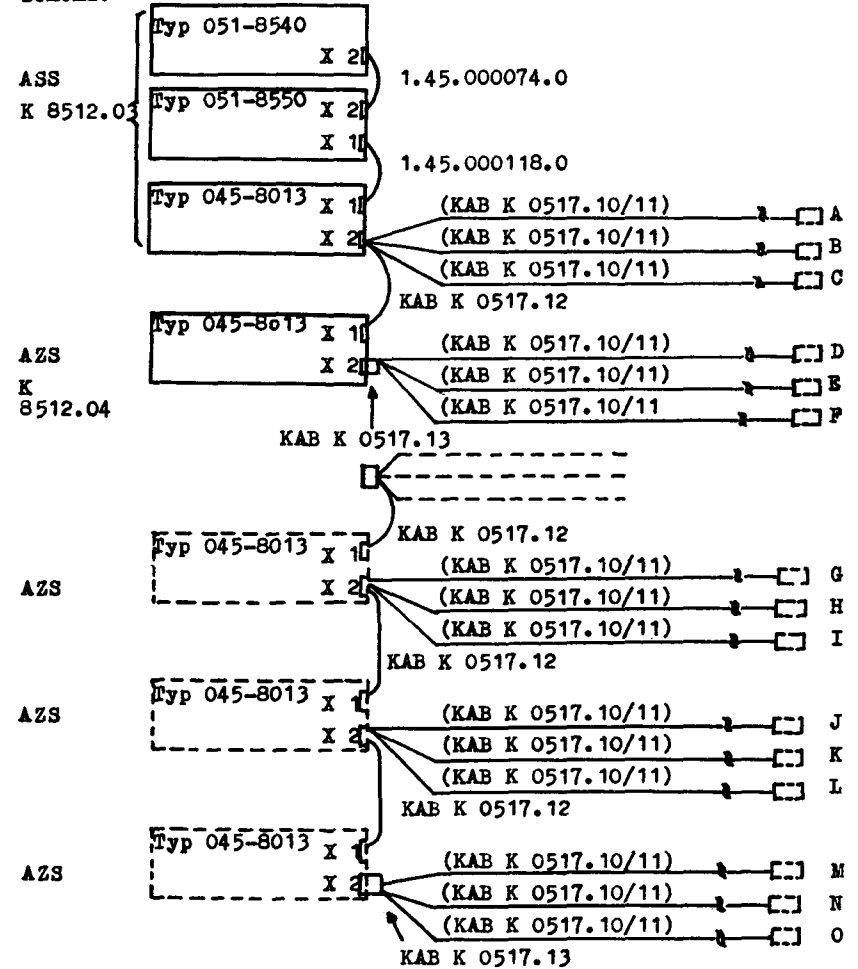 Typ 051-8540
X 2
ASS
1.45.000074.0
K 8512.03
Typ 051-8550 X 2
X 1
1.45.000118.0
Typ 045-8013 X 1
(KAB K 0517.10/11) A
X 2
(KAB K 0517.10/11) B
(KAB K 0517.10/11) C
KAB K 0517.12
Typ 045-8013 X 1
AZS
(KAB K 0517.10/11) D
X 2
K
(KAB K 0517.10/11) E
8512.04
(KAB K 0517.10/11 F
KAB K 0517.13
KAB K 0517.12
Typ 045-8013 X 1
AZS
(KAB K 0517.10/11) G
X 2
(KAB K 0517.10/11) H
(KAB K 0517.10/11) I
KAB K 0517.12
Typ 045-8013 X 1
AZS
(KAB K 0517.10/11) J
X 2
(KAB K 0517.10/11) K
(KAB K 0517.10/11) L
KAB K 0517.12
Typ 045-8013 X 1
AZS
(KAB K 0517.10/11) M
X 2
(KAB K 0517.10/11) N
(KAB K 0517.10/11) O
KAB K 0517.13